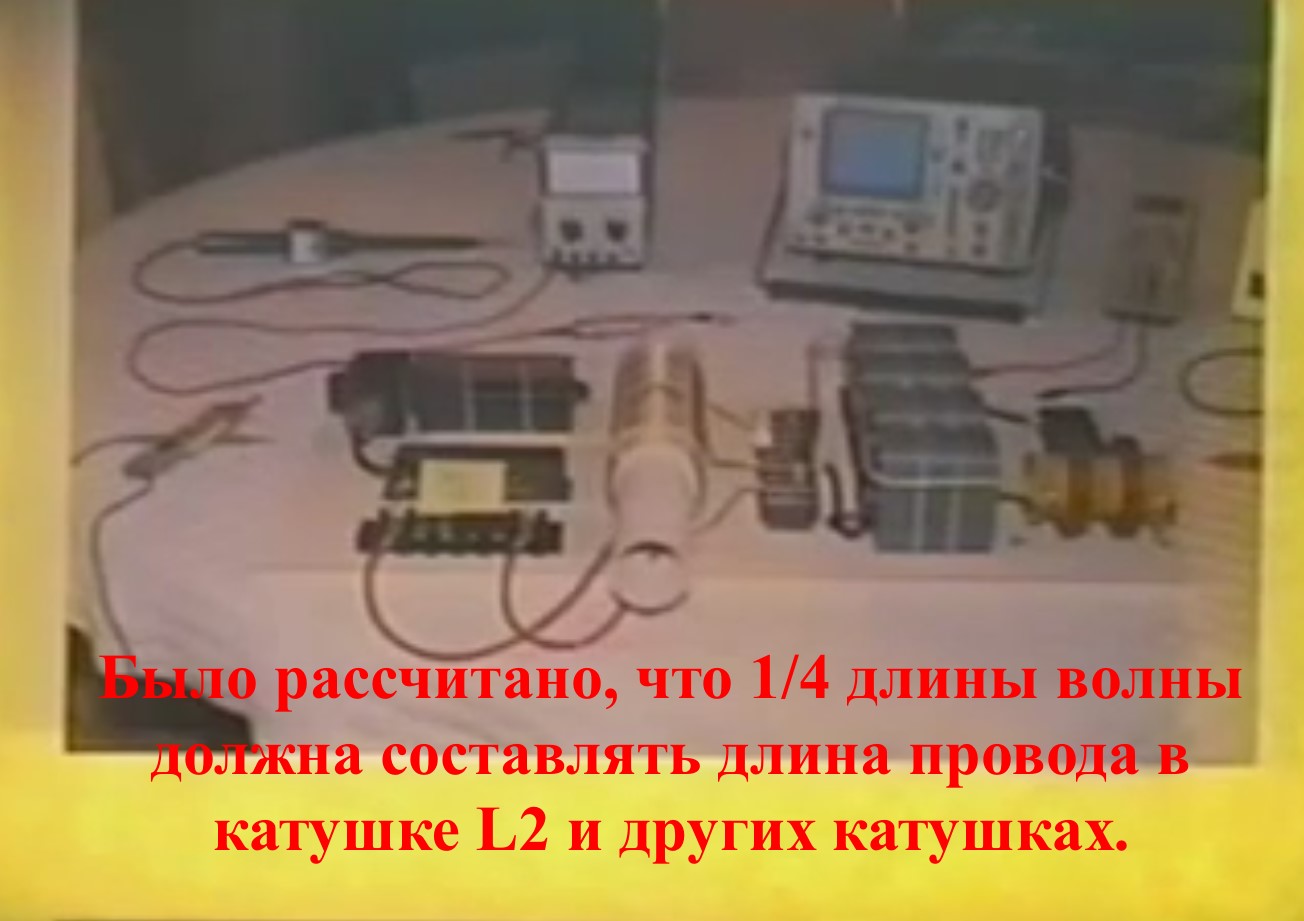 Было рассчитано, что 1/4 длины волны
должна составлять длина провода в
катушке L2 и других катушках.